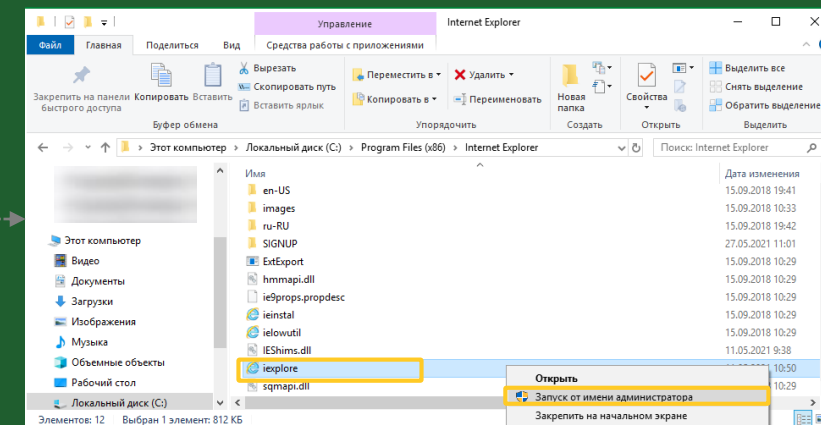 Управление Internet Explorer
Файл Главная Поделиться Вид Средства работы с приложениями
Закрепить на панели быстрого доступа
Копировать
Вставить
Вырезать
Скопировать путь
Вставить ярлык
Буфер обмена
Переместить в
Копировать в
Удалить
Переименовать
Упорядочить
Новая папка
Создать
Свойства
Открыть
Выделить все
Снять выделение
Обратить выделение
Выделить
Этот компьютер > Локальный диск (C:) > Program Files (x86) > Internet Explorer
Поиск: Internet Explorer
Этот компьютер
Видео
Документы
Загрузки
Изображения
Музыка
Объемные объекты
Рабочий стол
Локальный диск (C:)
Имя Дата изменения
en-US 15.09.2018 19:41
images 15.09.2018 10:33
ru-RU 15.09.2018 19:42
SIGNUP 27.05.2021 11:01
ExtExport 15.09.2018 10:29
hmmapi.dll 15.09.2018 10:29
ie9props.propdesc 15.09.2018 10:29
ieinstal 15.09.2018 10:29
ielowutil 15.09.2018 10:29
IEShims.dll 11.05.2021 9:38
iexplore 10:50
sqmapi.dll 10:29
Открыть
Запуск от имени администратора
Закрепить на начальном экране
Элементов: 12 Выбран 1 элемент: 812 КБ